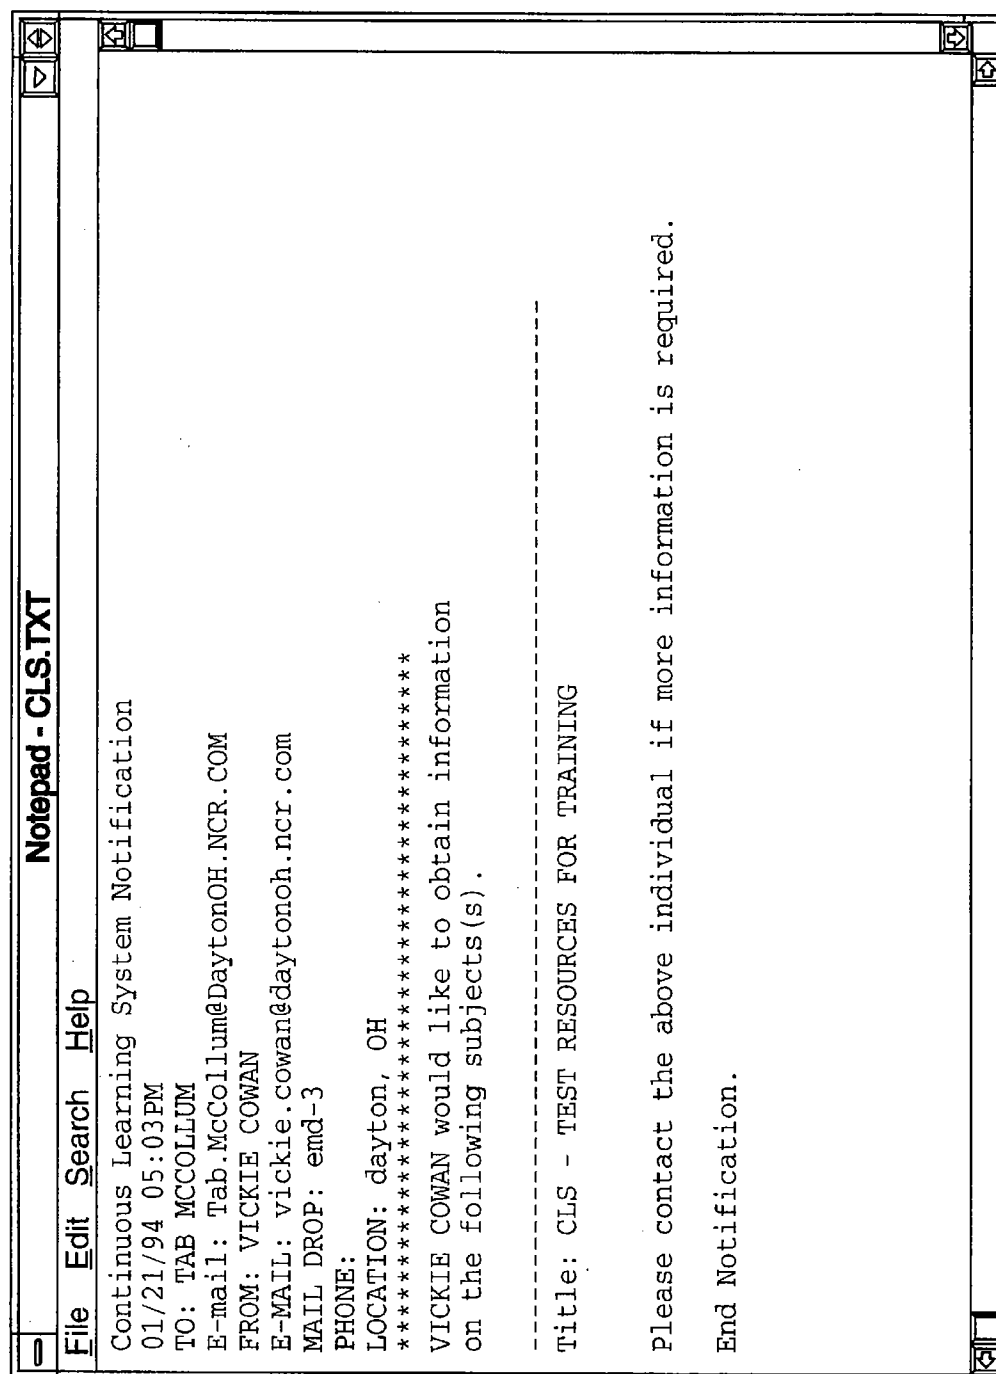 Notepad - CLS.TXT
File Edit Search Help
Continuous Learning System Notification
01/21/94 05:03PM
TO: TAB MCCOLLUM
E-mail: Tab.McCollum@DaytonOH.NCR.COM
FROM: VICKIE COWAN
E-MAIL: vickie.cowan@daytonoh.ncr.com
MAIL DROP: emd-3
PHONE:
LOCATION: dayton, OH
*******************************************
VICKIE COWAN would like to obtain information
on the following subjects(s).
----------------------------------------------------------------------
Title: CLS - TEST RESOURCES FOR TRAINING
Please contact the above individual if more information is required.
End Notification.